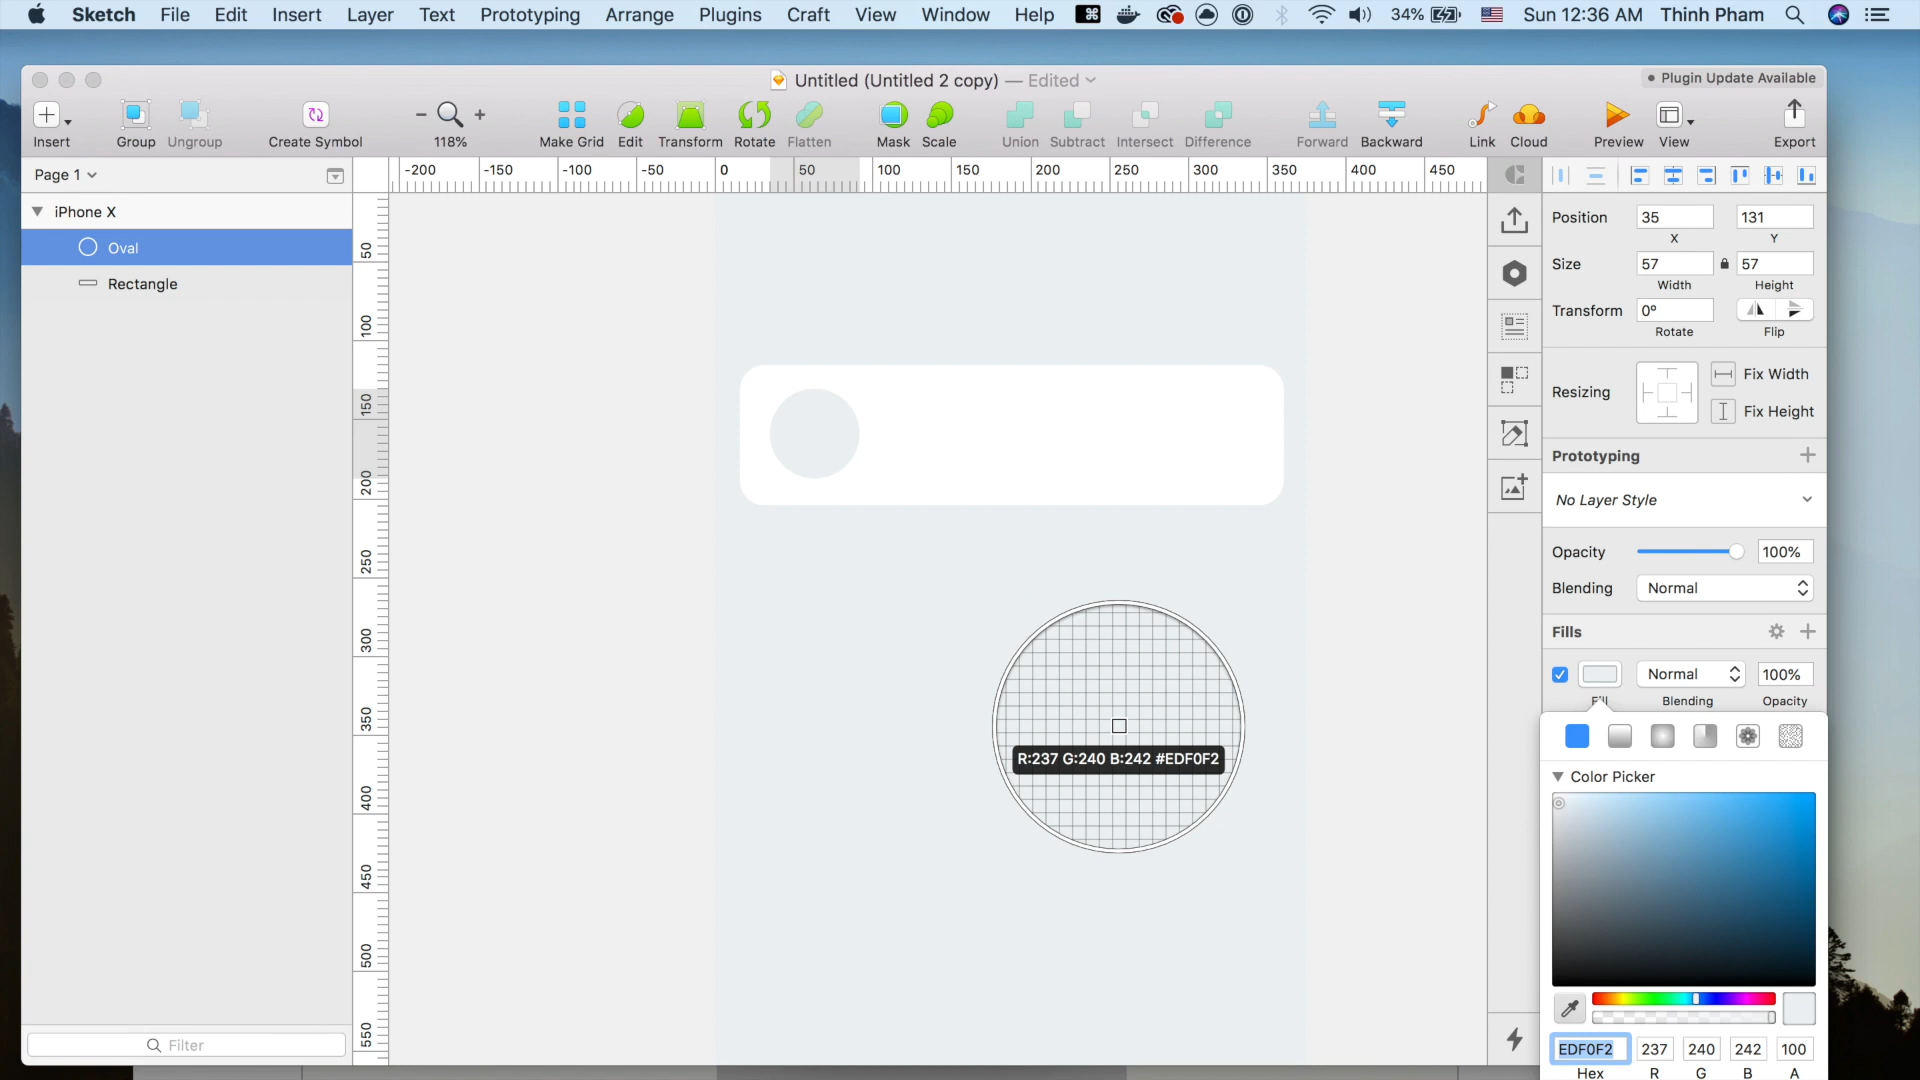 Sketch File Edit Insert Layer Text Prototyping Arrange Plugins Craft View Window Help 34% Sun 12:36 AM Thinh Pham
Untitled (Untitled 2 copy) — Edited
Plugin Update Available
Insert Group Ungroup Create Symbol 118% Make Grid Edit Transform Rotate Flatten Mask Scale Union Subtract Intersect Difference Forward Backward Link Cloud Preview View Export
Page 1
-200 -150 -100 -50 0 50 100 150 200 250 300 350 400 450
iPhone X
Oval
Rectangle
50
100
150
200
250
300
350
400
450
500
550
R:237 G:240 B:242 #EDF0F2
Filter
Position 35 131
X Y
Size 57 57
Width Height
Transform 0º
Rotate Flip
Resizing
Fix Width
Fix Height
Prototyping
No Layer Style
Opacity 100%
Blending Normal
Fills
Normal 100%
Fill Blending Opacity
Color Picker
EDF0F2 237 240 242 100
Hex R G B A